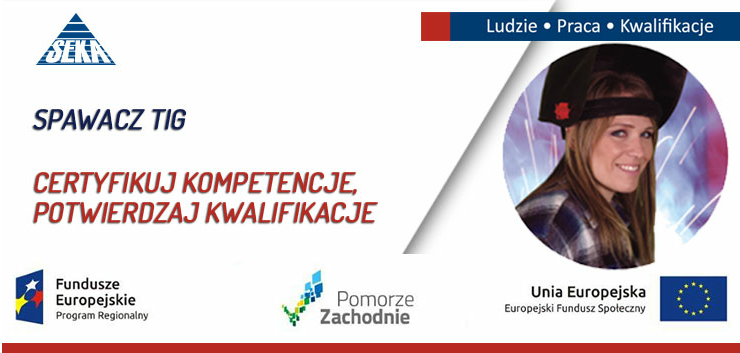 SEKA
Ludzie • Praca • Kwalifikacje
SPAWACZ TIG
CERTYFIKUJ KOMPETENCJE,
POTWIERDZAJ KWALIFIKACJE
Fundusze
Europejskie
Program Regionalny
Pomorze
Zachodnie
Unia Europejska
Europejski Fundusz Społeczny